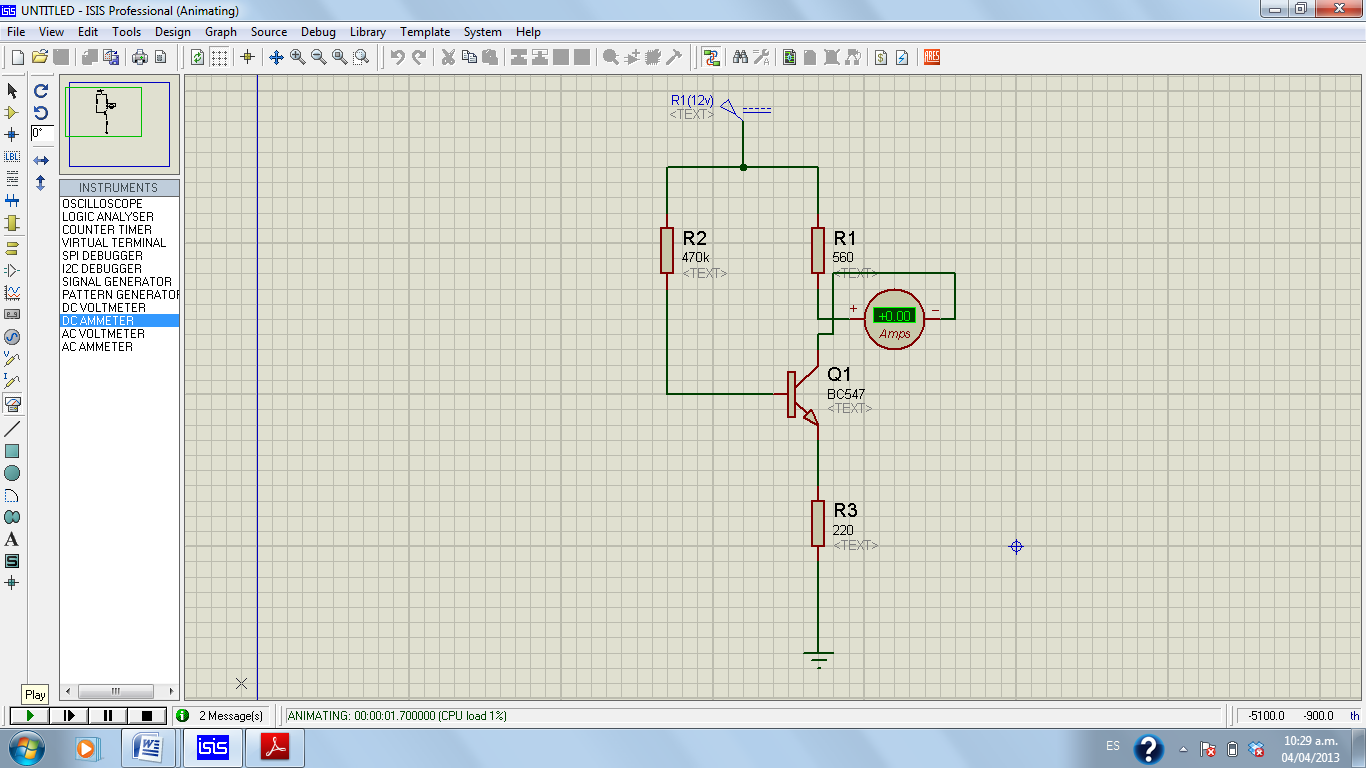 UNTITLED - ISIS Professional (Animating)
File View Edit Tools Design Graph Source Debug Library Template System Help
ARES
0°
LBL
INSTRUMENTS
OSCILLOSCOPE
LOGIC ANALYSER
COUNTER TIMER
VIRTUAL TERMINAL
SPI DEBUGGER
I2C DEBUGGER
SIGNAL GENERATOR
PATTERN GENERATOR
DC VOLTMETER
DC AMMETER
AC VOLTMETER
AC AMMETER
R1(12v)
<TEXT>
R2
470k
<TEXT>
R1
560
<TEXT>
+ −
+0.00
Amps
Q1
BC547
<TEXT>
R3
220
<TEXT>
A
S
Play
2 Message(s)
ANIMATING: 00:00:01.700000 (CPU load 1%)
-5100.0 -900.0 th
W
isis
ES
?
10:29 a.m.
04/04/2013